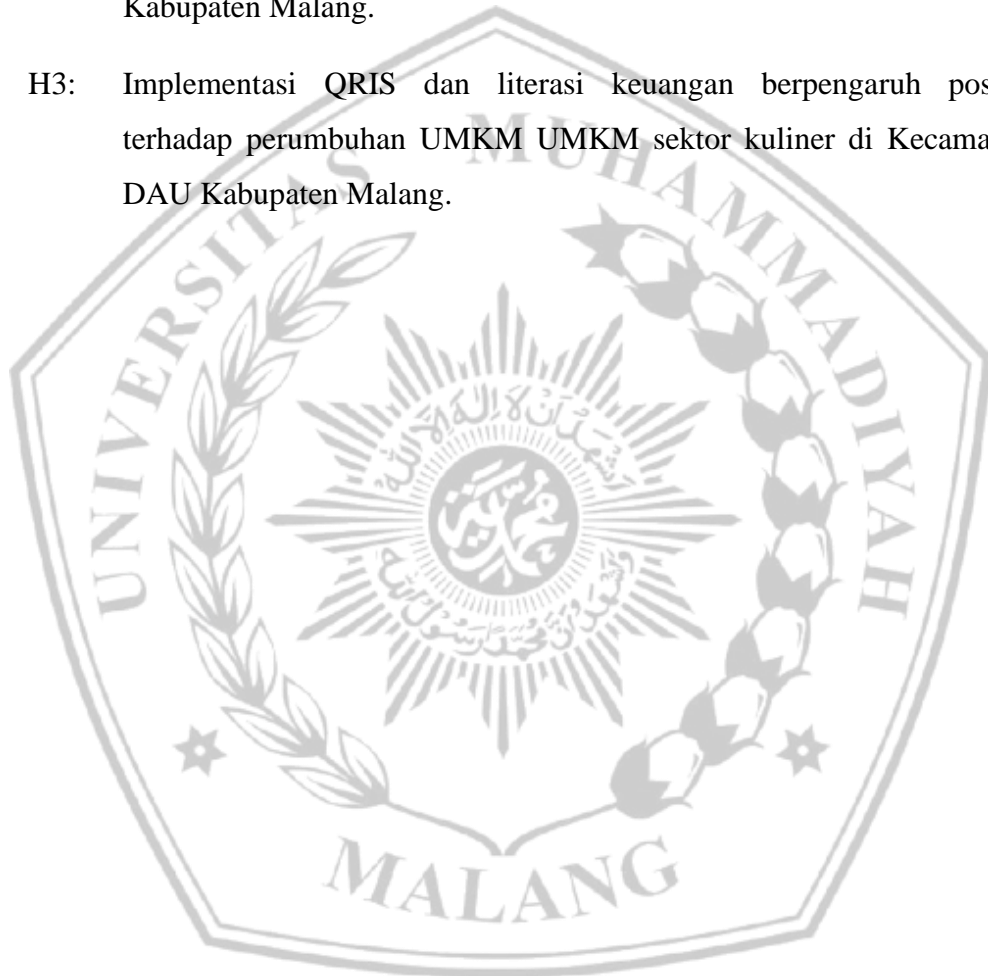 Kabupaten Malang.
H3: Implementasi QRIS dan literasi keuangan berpengaruh pos
terhadap perumbuhan UMKM UMKM sektor kuliner di Kecama
DAU Kabupaten Malang.
UNIVERSITAS MUHAMMADIYAH
MALANG